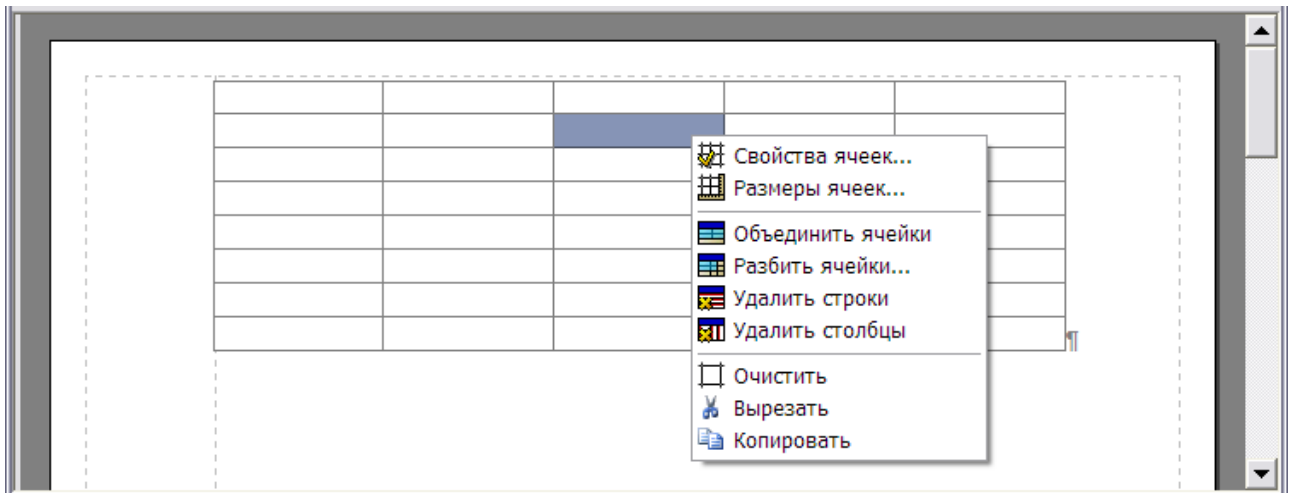 Свойства ячеек...
Размеры ячеек...
Объединить ячейки
Разбить ячейки...
Удалить строки
Удалить столбцы
¶
Очистить
Вырезать
Копировать